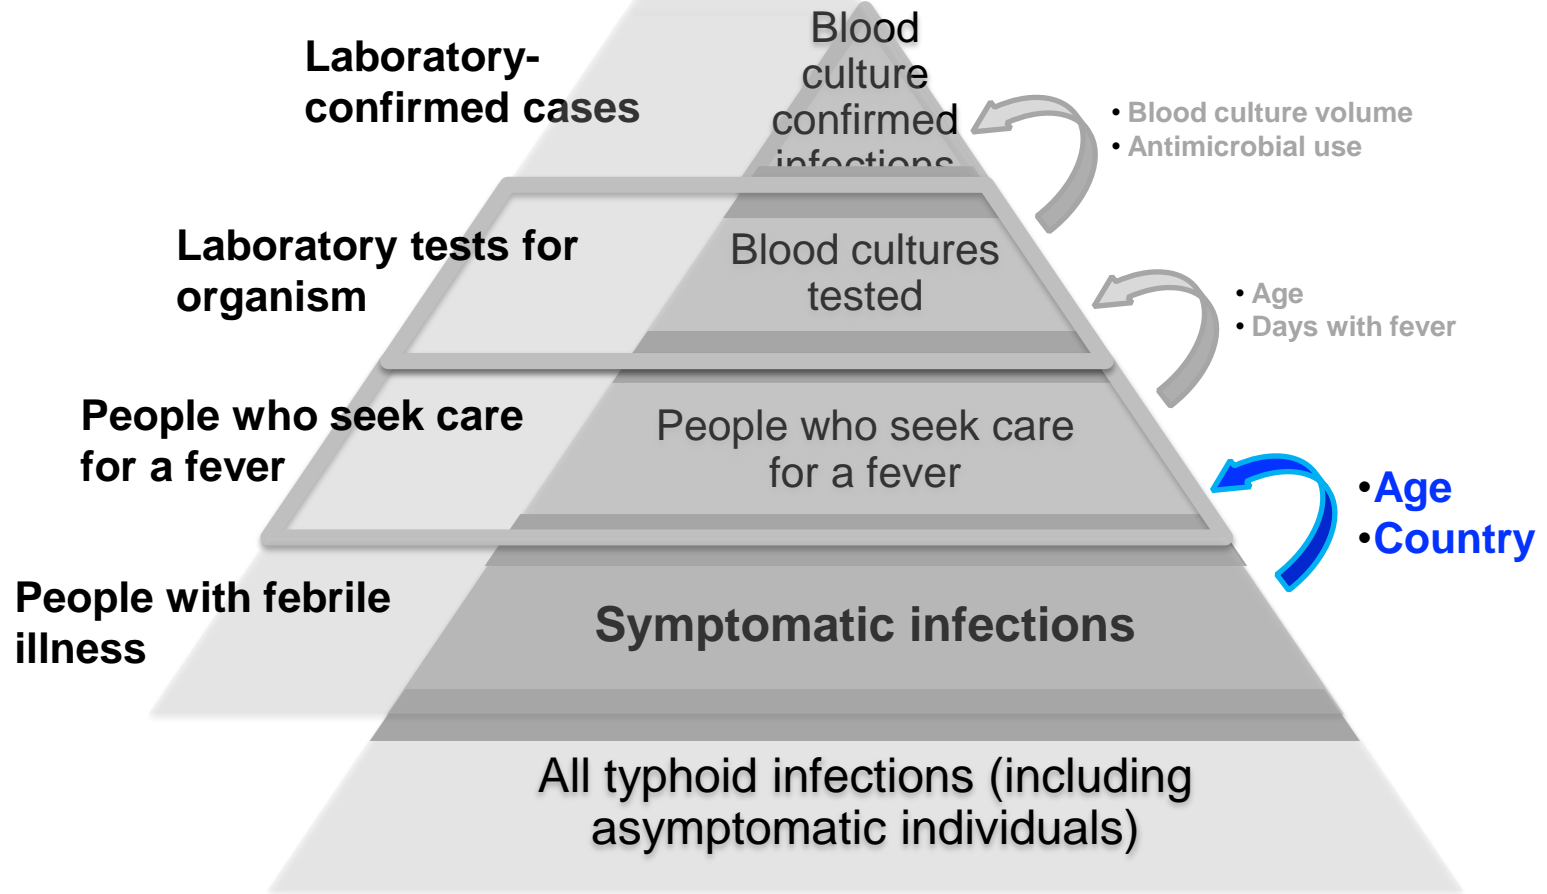 Laboratory-
confirmed cases
Blood
culture
confirmed
infections
• Blood culture volume
• Antimicrobial use
Laboratory tests for
organism
Blood cultures
tested
• Age
• Days with fever
People who seek care
for a fever
People who seek care
for a fever
•Age
•Country
People with febrile
illness
Symptomatic infections
All typhoid infections (including
asymptomatic individuals)